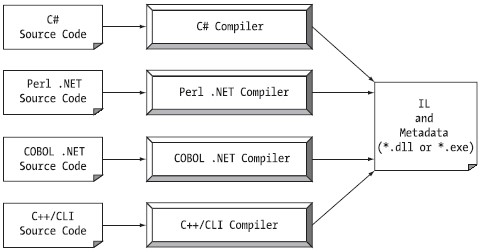 C#
Source Code
C# Compiler
Perl .NET
Source Code
Perl .NET Compiler
IL
and
Metadata
(*.dll or *.exe)
COBOL .NET
Source Code
COBOL .NET Compiler
C++/CLI
Source Code
C++/CLI Compiler